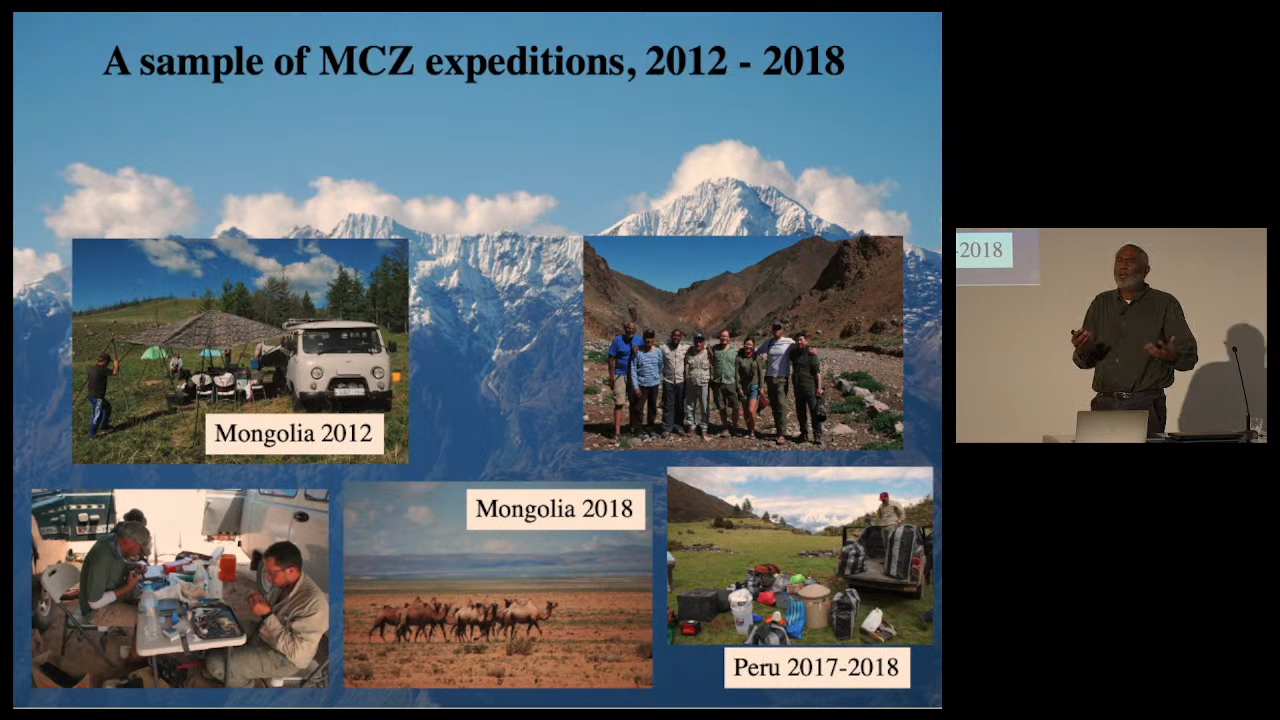 A sample of MCZ expeditions, 2012 - 2018
Mongolia 2012
Mongolia 2018
Peru 2017-2018
-2018